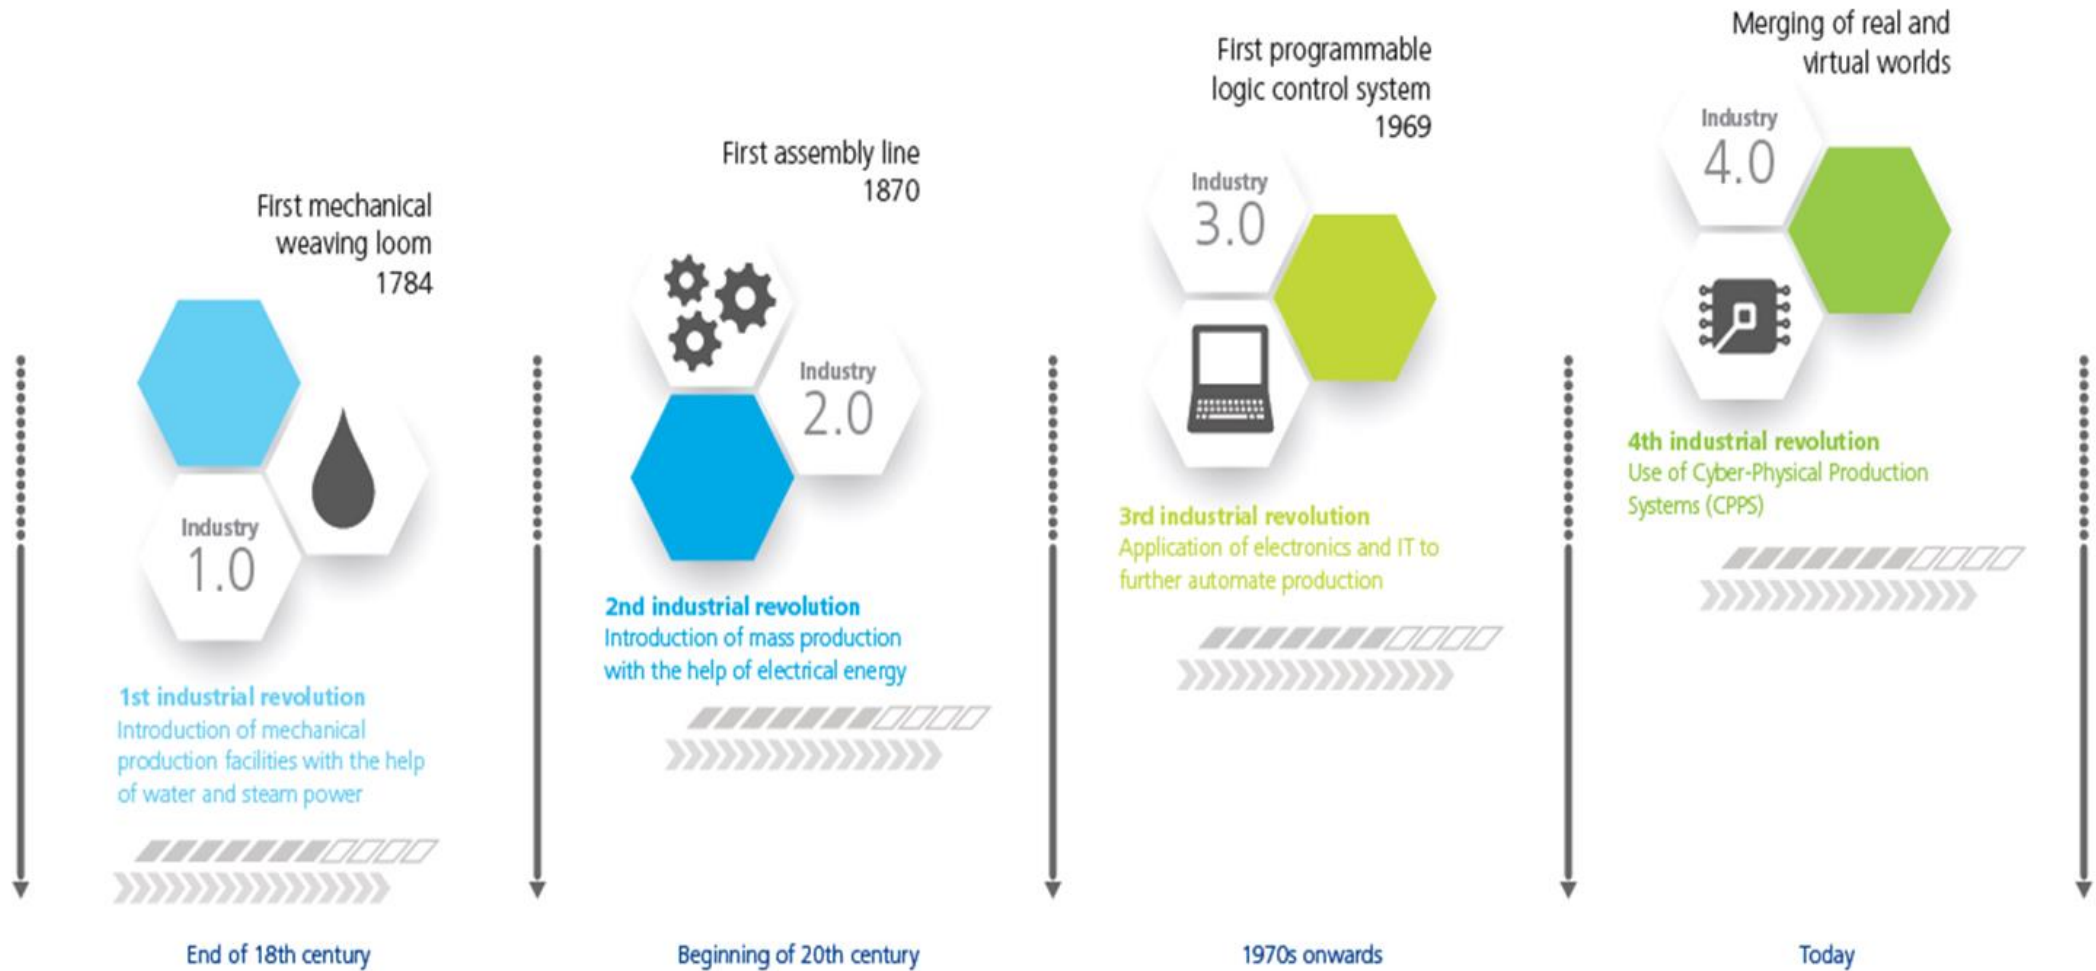 First mechanical
weaving loom
1784
Industry
1.0
1st industrial revolution
Introduction of mechanical
production facilities with the help
of water and steam power
End of 18th century
First assembly line
1870
Industry
2.0
2nd industrial revolution
Introduction of mass production
with the help of electrical energy
Beginning of 20th century
First programmable
logic control system
1969
Industry
3.0
3rd industrial revolution
Application of electronics and IT to
further automate production
1970s onwards
Merging of real and
virtual worlds
Industry
4.0
4th industrial revolution
Use of Cyber-Physical Production
Systems (CPPS)
Today